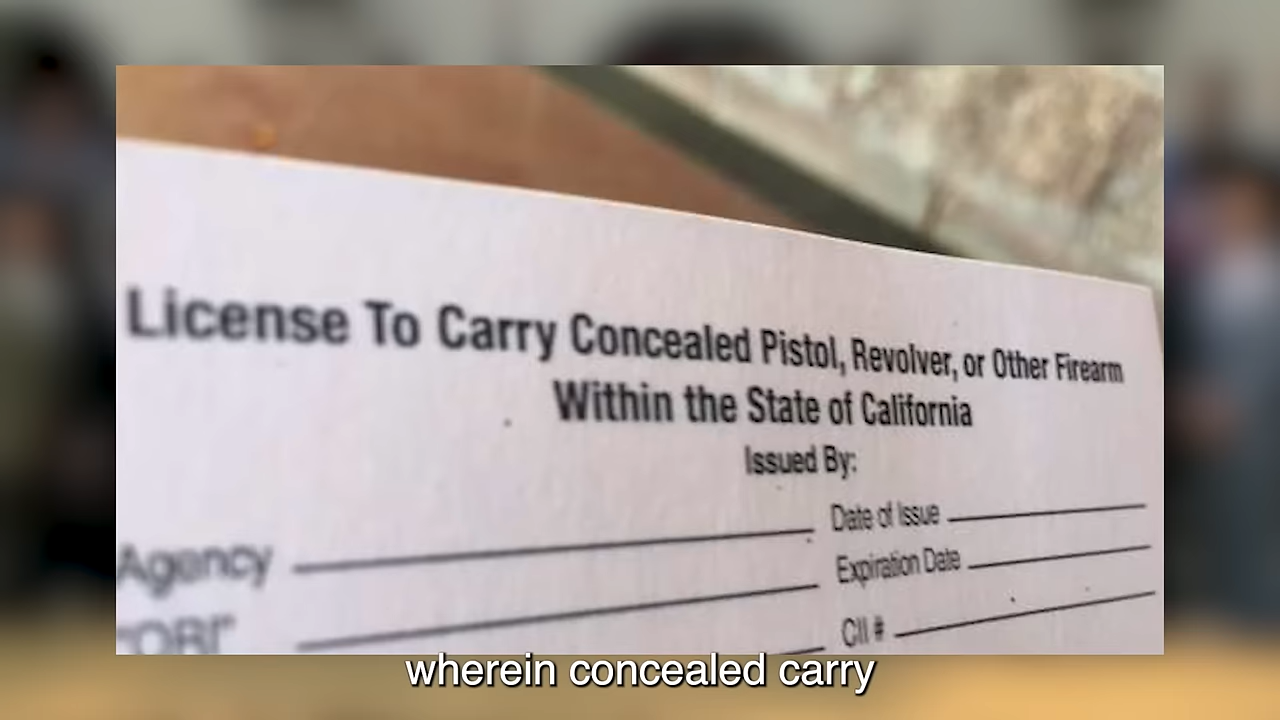 License To Carry Concealed Pistol, Revolver, or Other Firearm
Within the State of California
Issued By:
Agency
Date of Issue
"ORI"
Expiration Date
CII #
wherein concealed carry